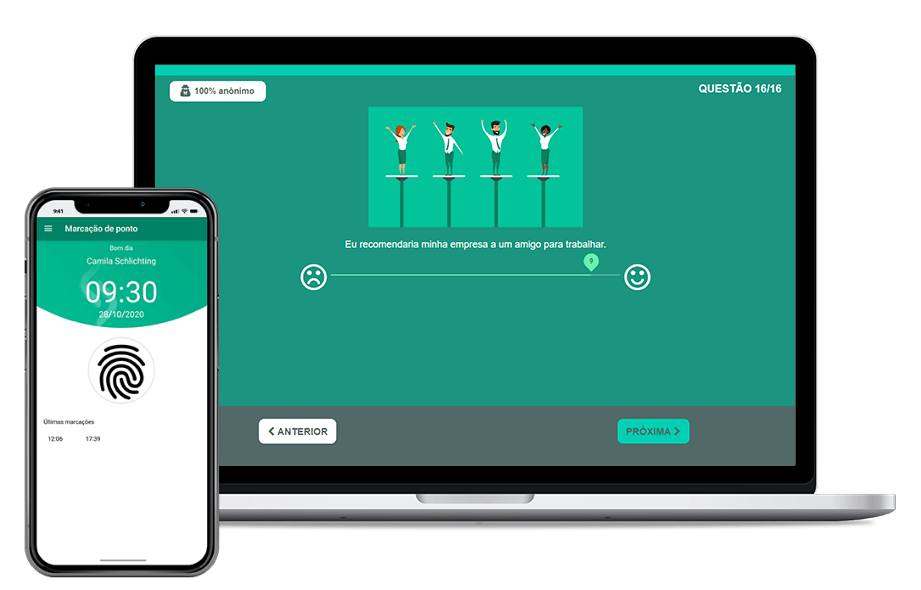 100% anônimo
QUESTÃO 16/16
Eu recomendaria minha empresa a um amigo para trabalhar.
9
ANTERIOR
PRÓXIMA
9:41
Marcação de ponto
Bom dia
Camila Schlichting
09:30
28/10/2020
Últimas marcações
12:06 17:39